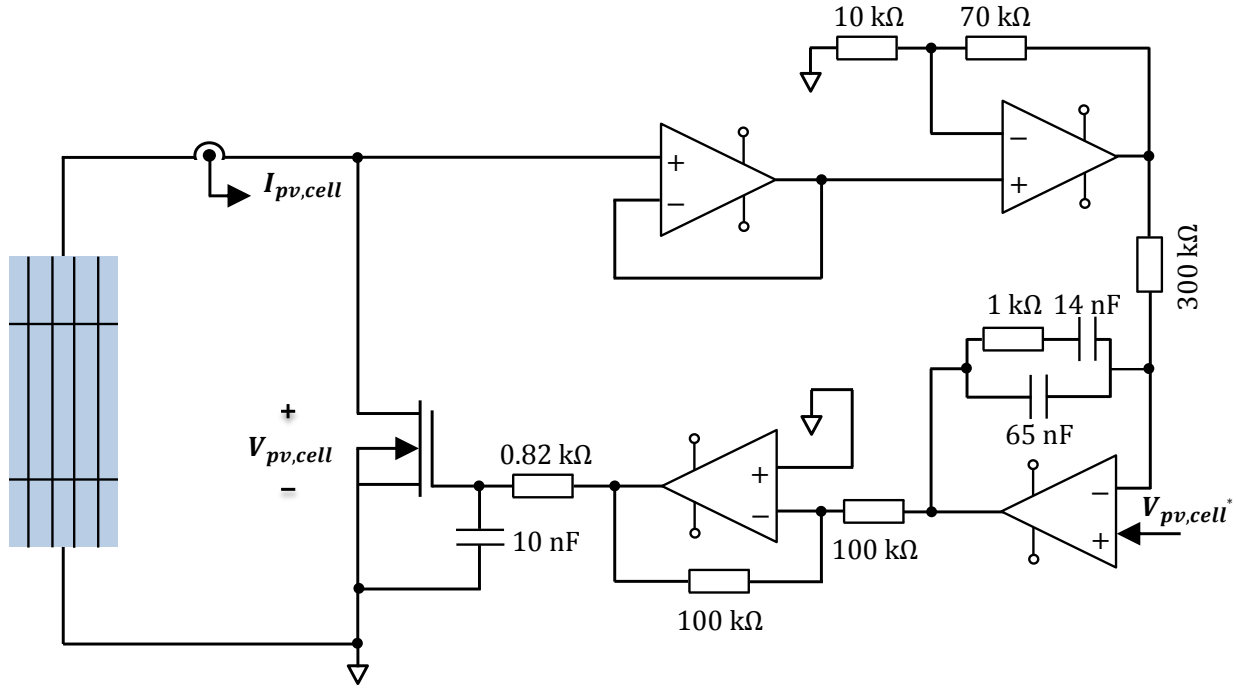 10 kΩ 70 kΩ
+
−
−
+
I_pv,cell
300 kΩ
1 kΩ 14 nF
65 nF
+
V_pv,cell
−
0.82 kΩ
10 nF
+
−
100 kΩ
100 kΩ
−
+
V_pv,cell*